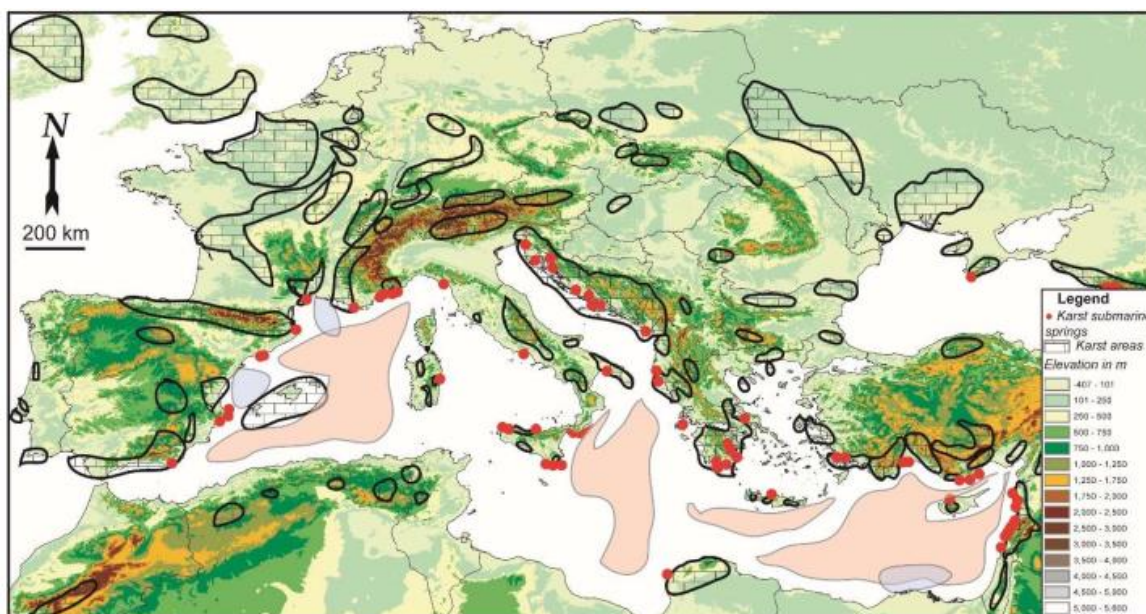 N
200 km
Legend
Karst submarine
springs
Karst areas
Elevation in m
-407 - 101
101 - 250
250 - 500
500 - 750
750 - 1,000
1,000 - 1,250
1,250 - 1,750
1,750 - 2,000
2,000 - 2,500
2,500 - 3,000
3,000 - 3,500
3,500 - 4,000
4,000 - 4,500
4,500 - 5,000
5,000 - 5,600